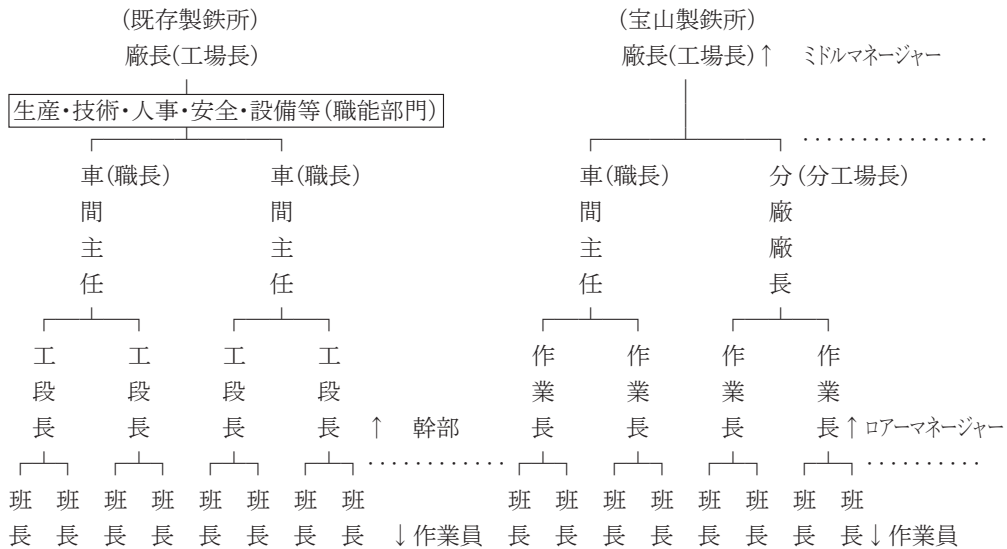 (既存製鉄所)
廠長(工場長)
生産・技術・人事・安全・設備等(職能部門)
車間主任(職長)
車間主任(職長)
工段長
工段長
工段長
工段長
↑ 幹部
班長
班長
班長
班長
班長
班長
班長
班長
↓作業員
(宝山製鉄所)
廠長(工場長)↑ ミドルマネージャー
車間主任(職長)
分廠廠長(分工場長)
作業長
作業長
作業長
作業長
↑ロアーマネージャー
班長
班長
班長
班長
班長
班長
班長
班長
↓作業員